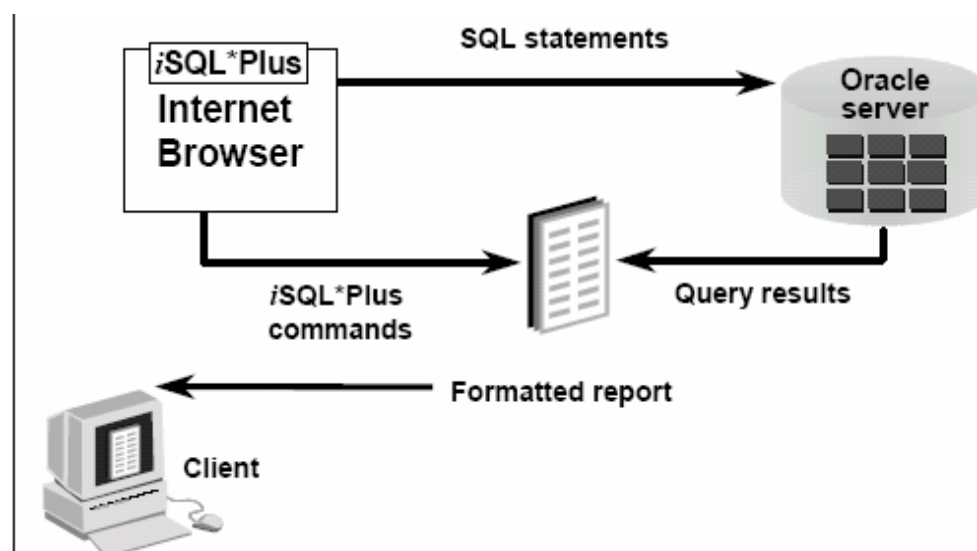 SQL statements
iSQL*Plus
Internet
Browser
Oracle
server
iSQL*Plus
commands
Query results
Formatted report
Client